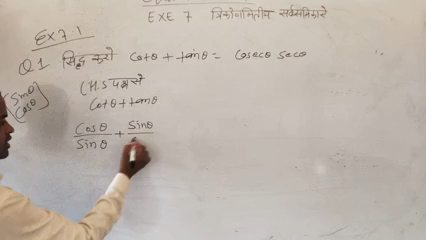 EXE 7 त्रिकोणमितीय सर्वसमिकाएं
Ex 7.1
Q1 सिद्ध करो Cotθ + tanθ = Cosecθ Secθ
L.H.S पक्ष से
Cotθ + tanθ
Sinθ
Cosθ
Cosθ/Sinθ + Sinθ